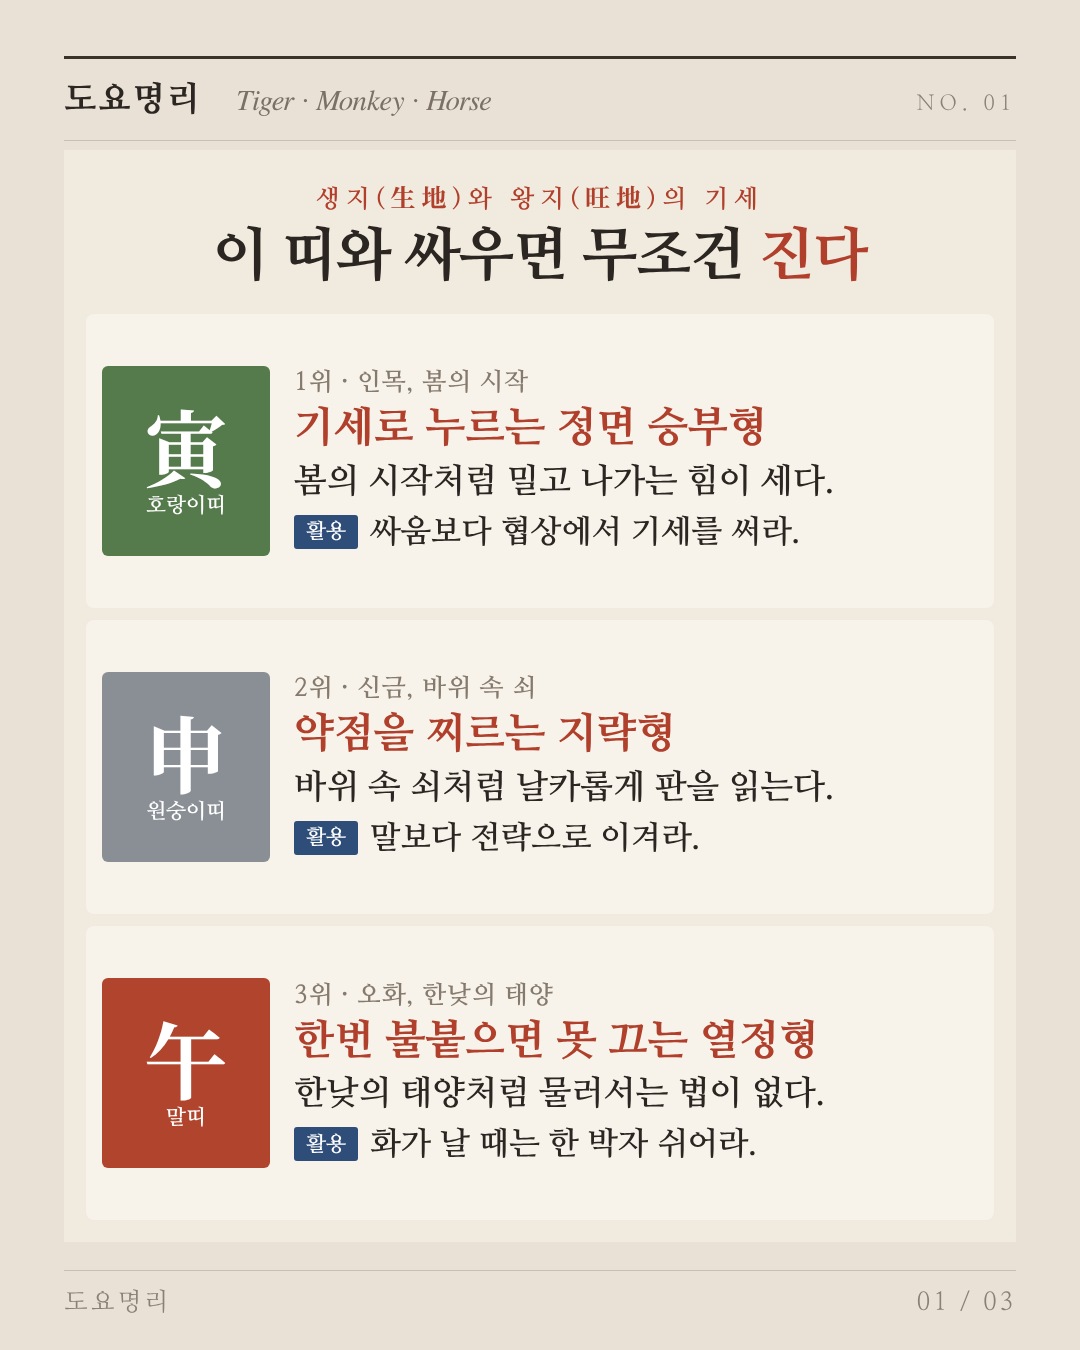 도요명리 Tiger · Monkey · Horse NO. 01
생지(生地)와 왕지(旺地)의 기세
이 띠와 싸우면 무조건 진다
寅
호랑이띠
1위 · 인목, 봄의 시작
기세로 누르는 정면 승부형
봄의 시작처럼 밀고 나가는 힘이 세다.
활용 싸움보다 협상에서 기세를 써라.
申
원숭이띠
2위 · 신금, 바위 속 쇠
약점을 찌르는 지략형
바위 속 쇠처럼 날카롭게 판을 읽는다.
활용 말보다 전략으로 이겨라.
午
말띠
3위 · 오화, 한낮의 태양
한번 불붙으면 못 끄는 열정형
한낮의 태양처럼 물러서는 법이 없다.
활용 화가 날 때는 한 박자 쉬어라.
도요명리 01 / 03